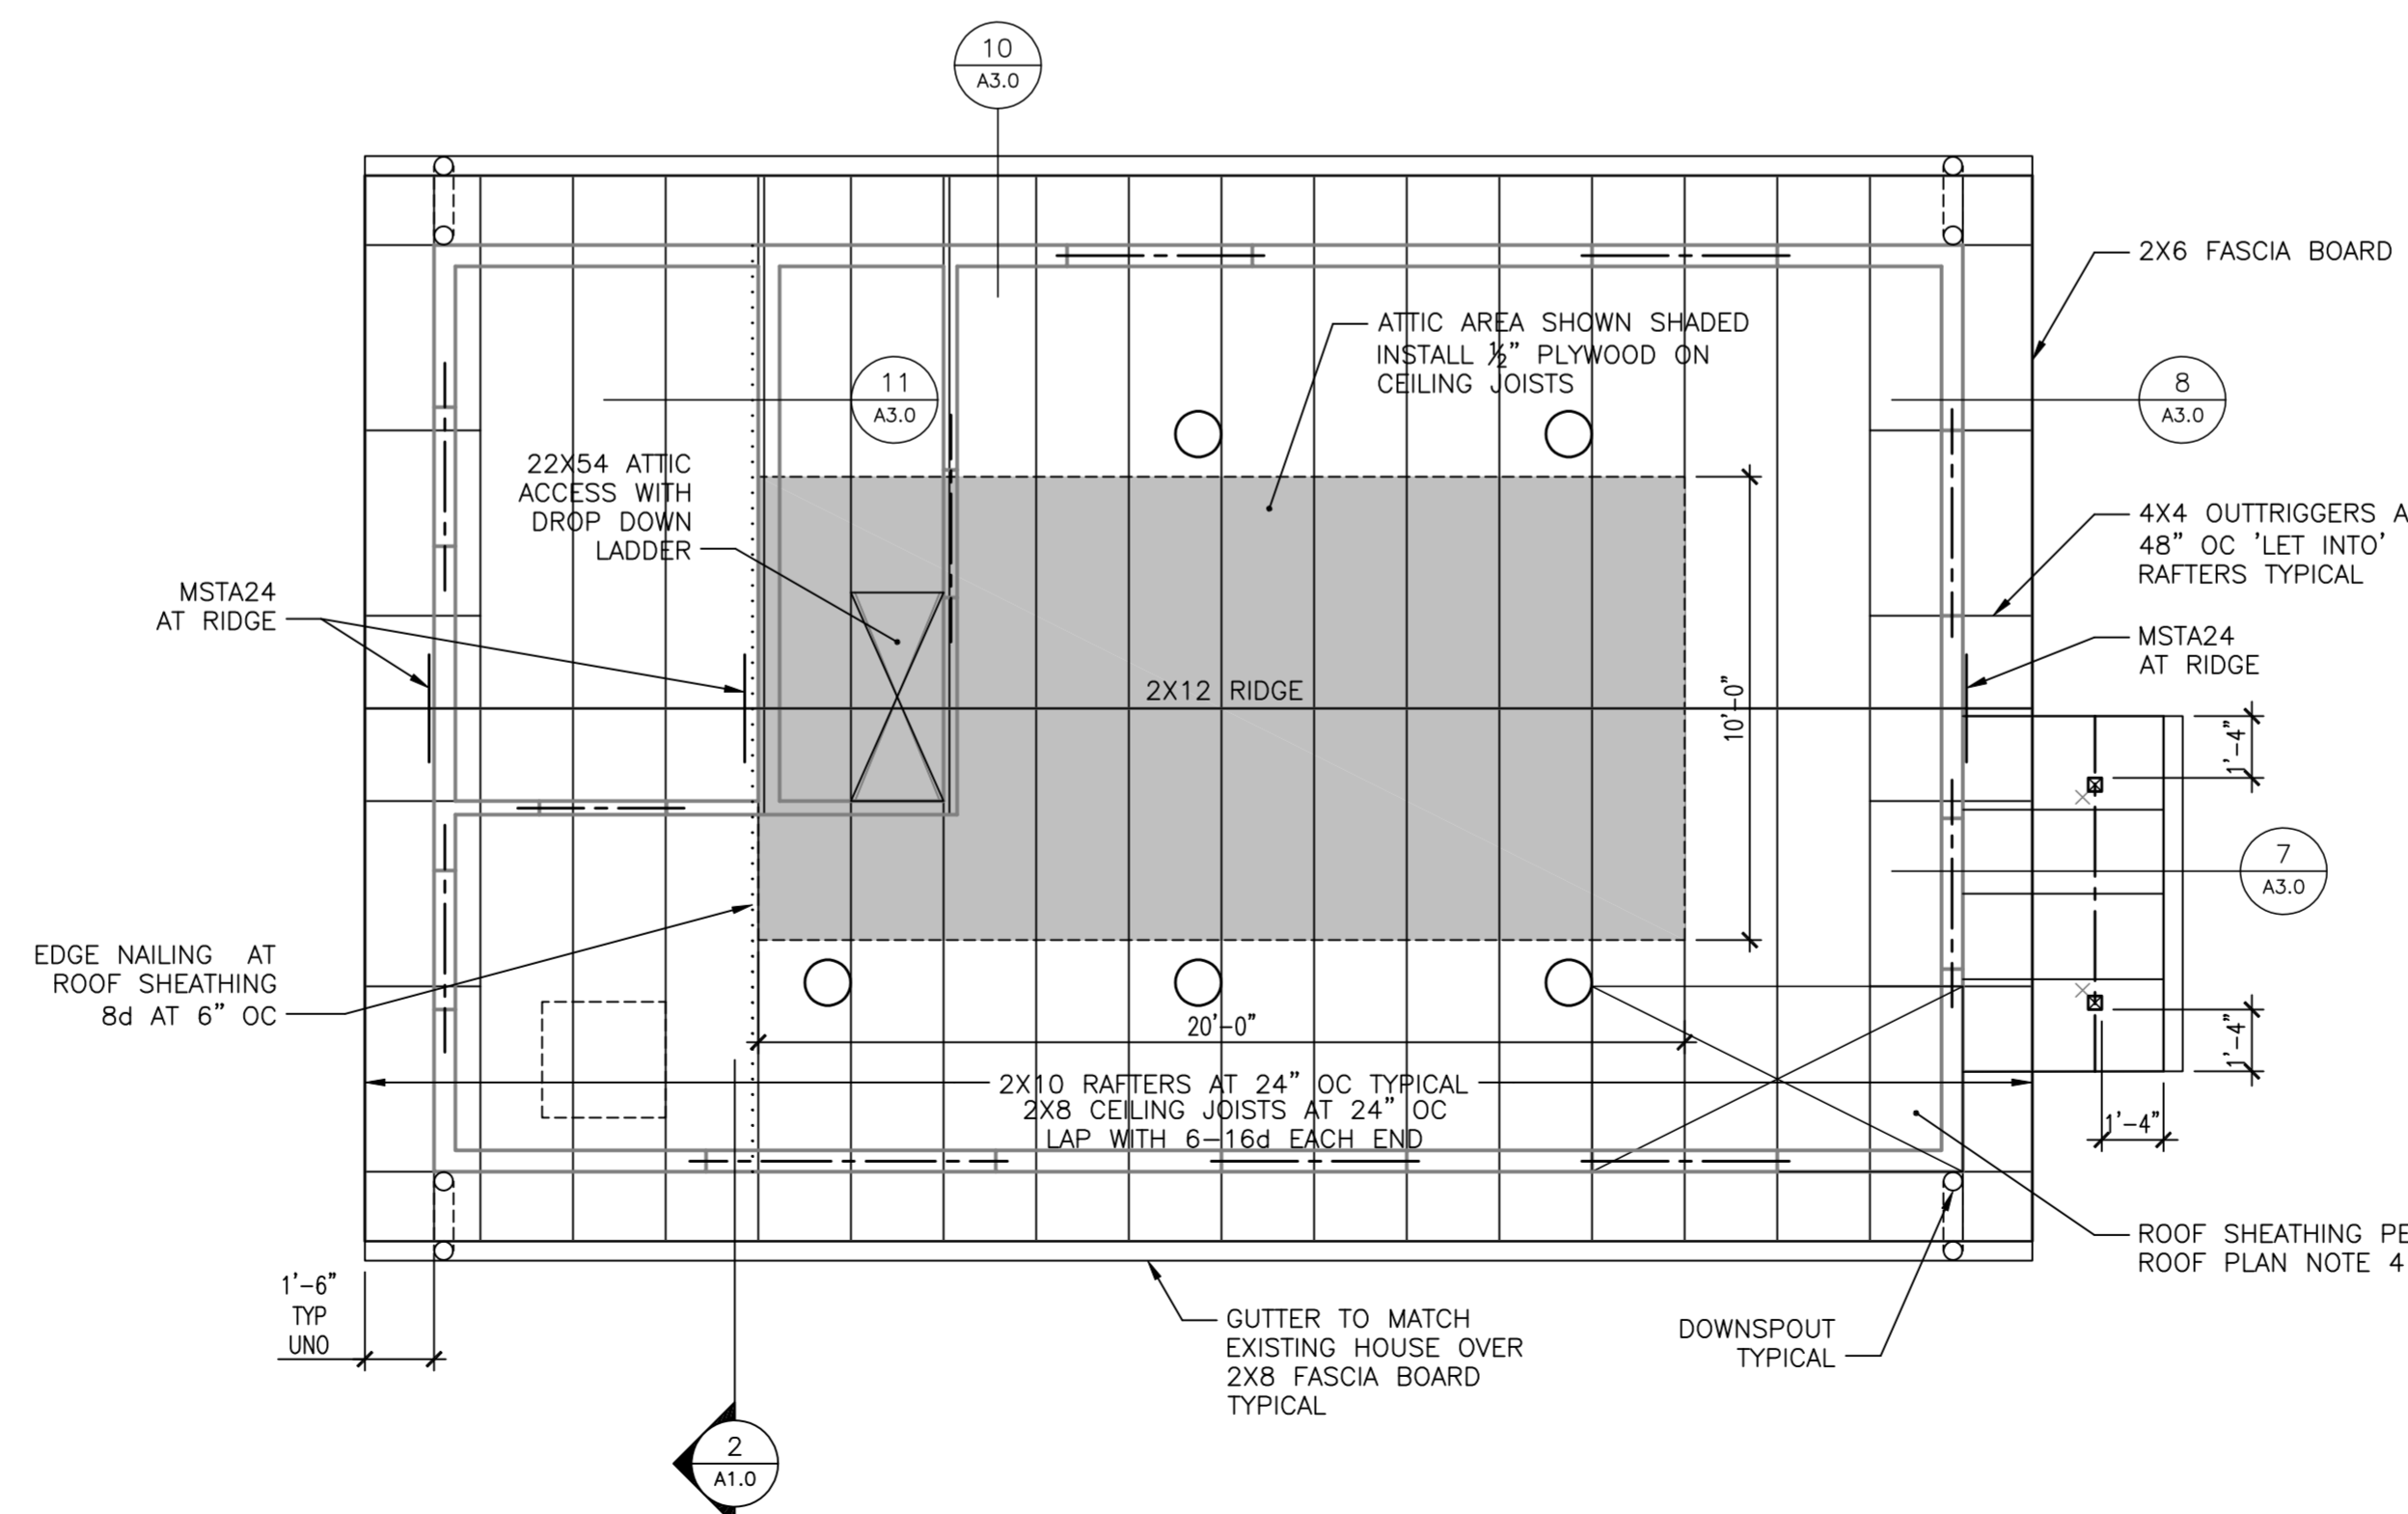 10
A3.0
2X6 FASCIA BOARD
ATTIC AREA SHOWN SHADED
INSTALL ½" PLYWOOD ON
CEILING JOISTS
11
A3.0
8
A3.0
22X54 ATTIC
ACCESS WITH
DROP DOWN
LADDER
4X4 OUTTRIGGERS A
48" OC 'LET INTO'
RAFTERS TYPICAL
MSTA24
AT RIDGE
MSTA24
AT RIDGE
2X12 RIDGE
10'-0"
1'-4"
7
A3.0
EDGE NAILING AT
ROOF SHEATHING
8d AT 6" OC
20'-0"
1'-4"
2X10 RAFTERS AT 24" OC TYPICAL
2X8 CEILING JOISTS AT 24" OC
LAP WITH 6-16d EACH END
1'-4"
ROOF SHEATHING PE
ROOF PLAN NOTE 4
1'-6"
TYP
UNO
GUTTER TO MATCH
EXISTING HOUSE OVER
2X8 FASCIA BOARD
TYPICAL
DOWNSPOUT
TYPICAL
2
A1.0